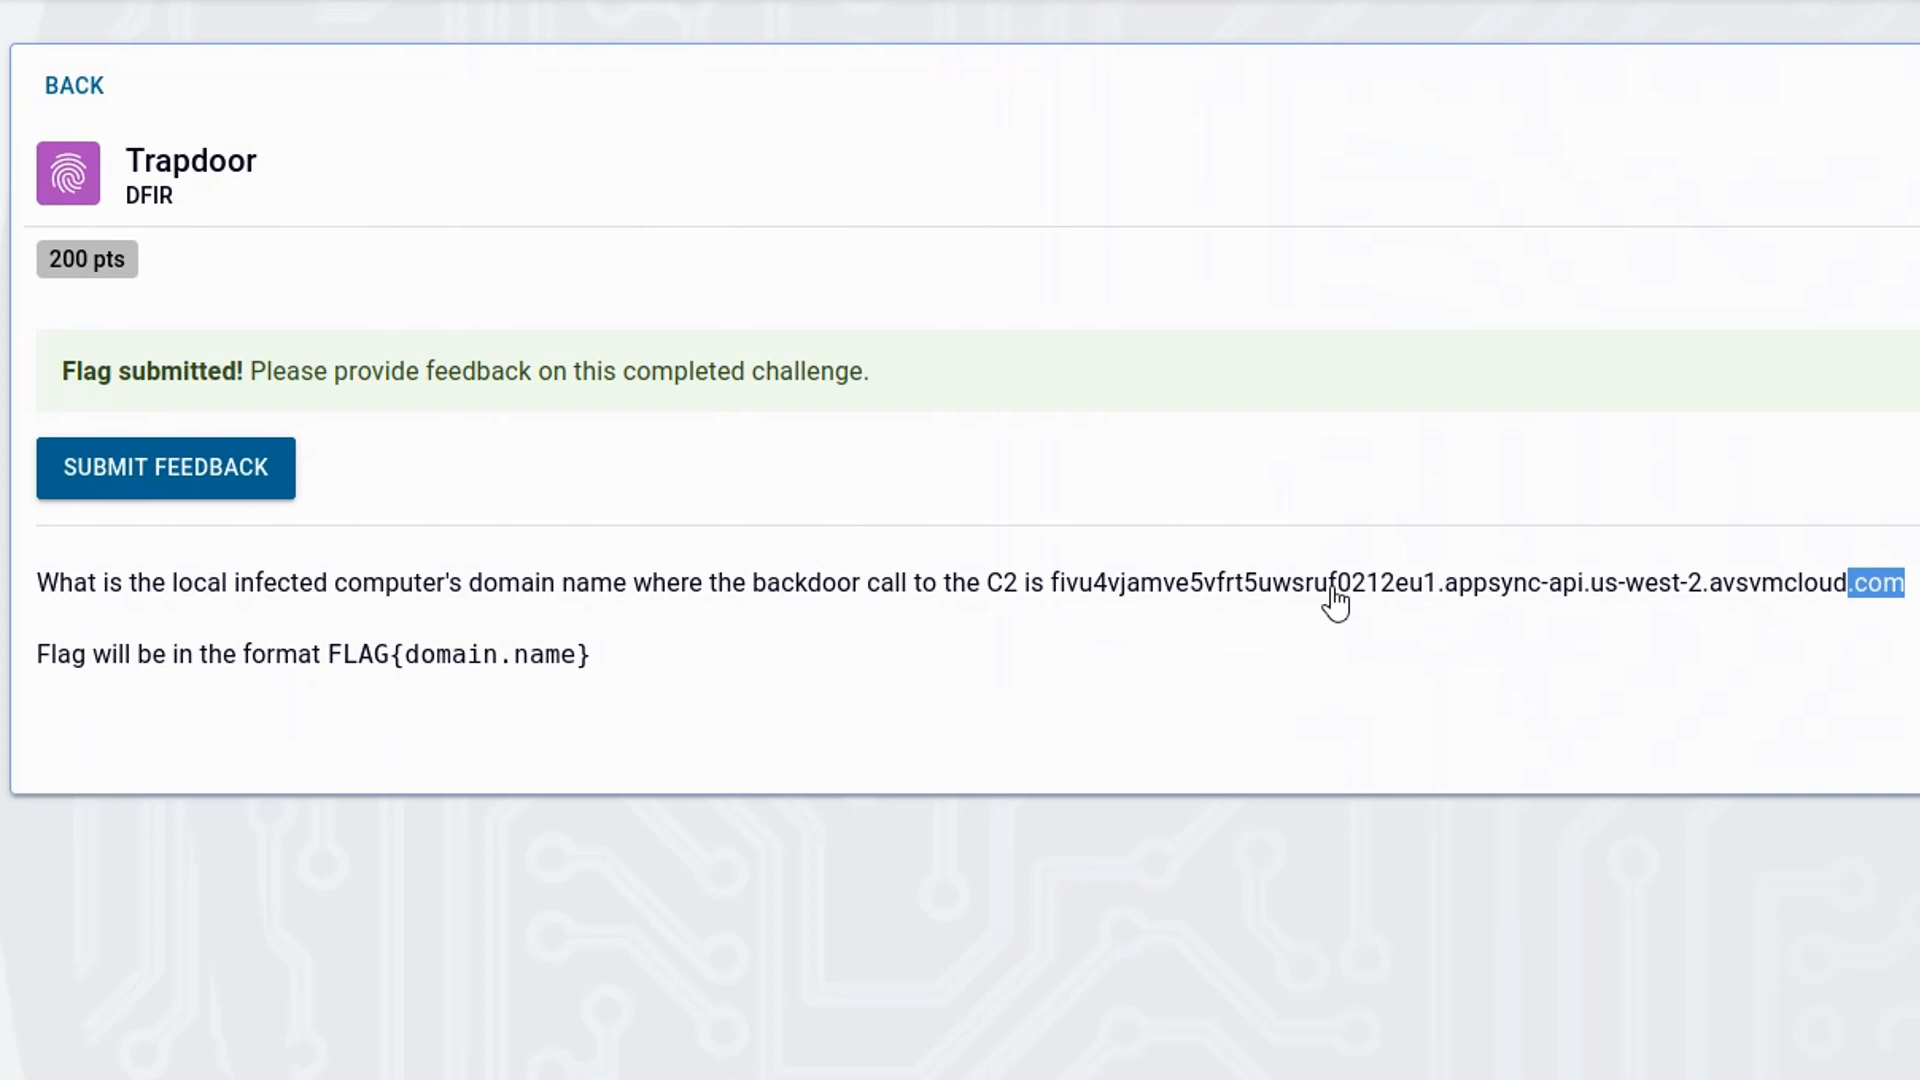 BACK
Trapdoor
DFIR
200 pts
Flag submitted! Please provide feedback on this completed challenge.
SUBMIT FEEDBACK
What is the local infected computer's domain name where the backdoor call to the C2 is fivu4vjamve5vfrt5uwsruf0212eu1.appsync-api.us-west-2.avsvmcloud.com
Flag will be in the format FLAG{domain.name}